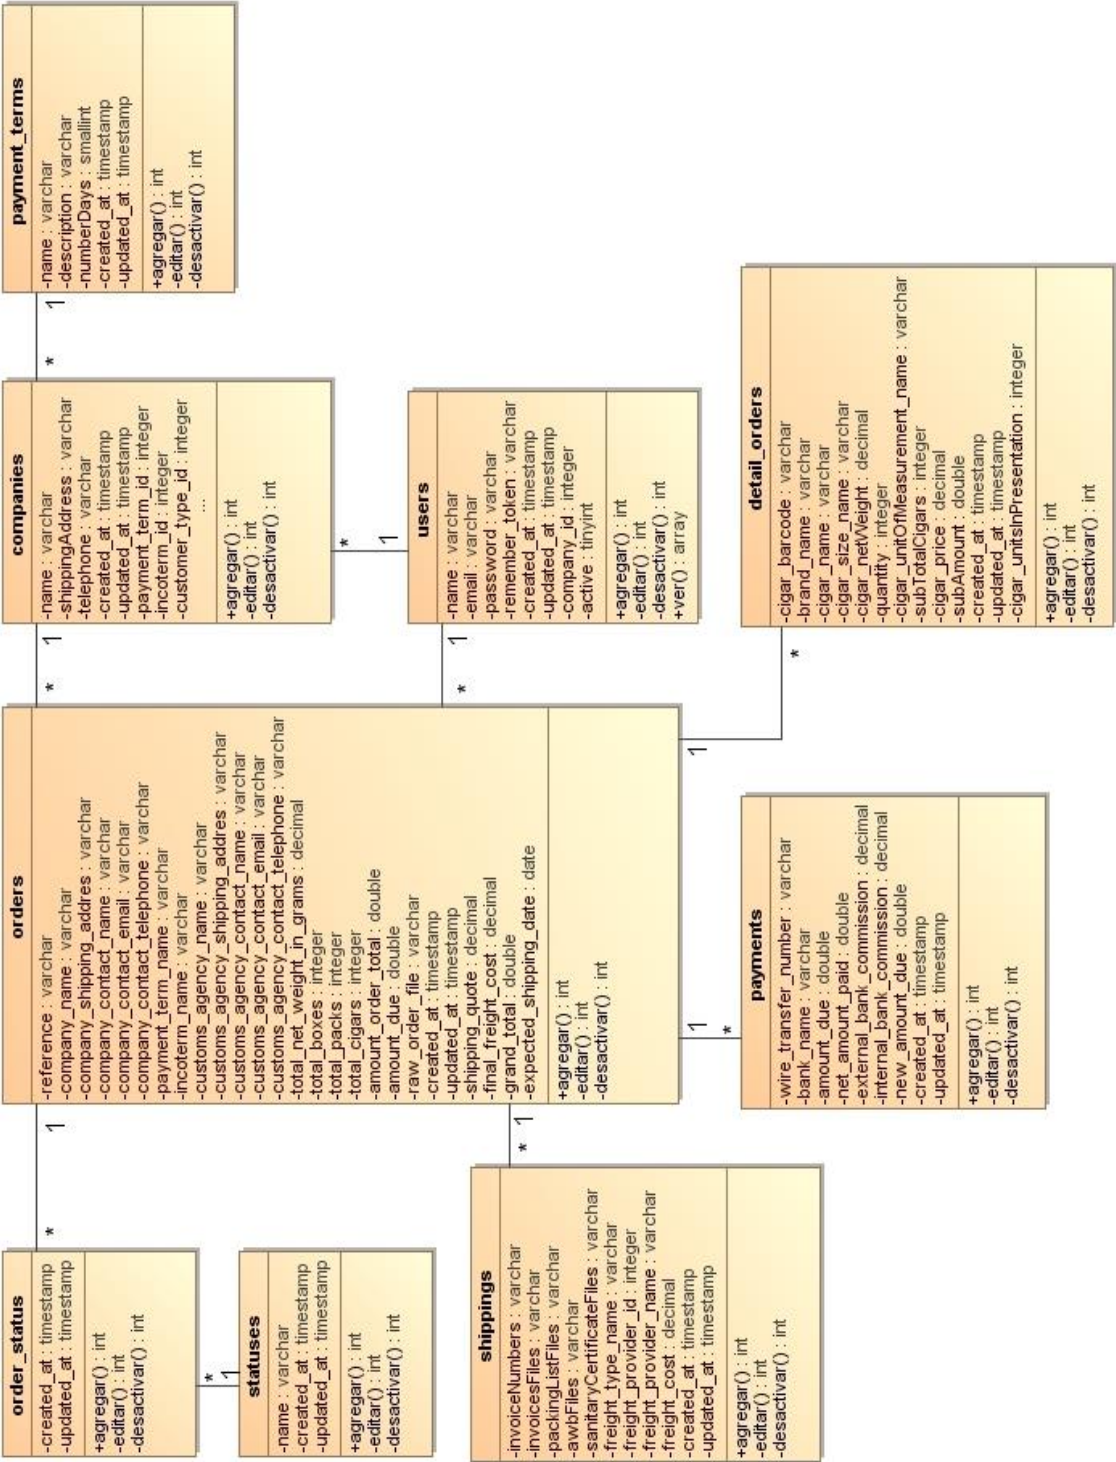 order_status
-created_at : timestamp
-updated_at : timestamp
+agregar() : int
-editar() : int
-desactivar() : int
*
1
statuses
-name : varchar
-created_at : timestamp
-updated_at : timestamp
+agregar() : int
-editar() : int
-desactivar() : int
*
1
orders
-reference : varchar
-company_name : varchar
-company_shipping_addres : varchar
-company_contact_name : varchar
-company_contact_email : varchar
-company_contact_telephone : varchar
-payment_term_name : varchar
-incoterm_name : varchar
-customs_agency_name : varchar
-customs_agency_shipping_addres : varchar
-customs_agency_contact_name : varchar
-customs_agency_contact_email : varchar
-customs_agency_contact_telephone : varchar
-total_net_weight_in_grams : decimal
-total_boxes : integer
-total_packs : integer
-total_cigars : integer
-amount_order_total : double
-amount_due : double
-raw_order_file : varchar
-created_at : timestamp
-updated_at : timestamp
-shipping_quote : decimal
-final_freight_cost : decimal
-grand_total : double
-expected_shipping_date : date
+agregar() : int
-editar() : int
-desactivar() : int
*
1
companies
-name : varchar
-shippingAddress : varchar
-telephone : varchar
-created_at : timestamp
-updated_at : timestamp
-payment_term_id : integer
-incoterm_id : integer
-customer_type_id : integer
...
+agregar() : int
-editar() : int
-desactivar() : int
*
1
payment_terms
-name : varchar
-description : varchar
-numberDays : smallint
-created_at : timestamp
-updated_at : timestamp
+agregar() : int
-editar() : int
-desactivar() : int
*
1
users
-name : varchar
-email : varchar
-password : varchar
-remember_token : varchar
-created_at : timestamp
-updated_at : timestamp
-company_id : integer
-active : tinyint
+agregar() : int
-editar() : int
-desactivar() : int
+ver() : array
*
1
shippings
-invoiceNumbers : varchar
-invoicesFiles : varchar
-packingListFiles : varchar
-awbFiles : varchar
-sanitaryCertificateFiles : varchar
-freight_type_name : varchar
-freight_provider_id : integer
-freight_provider_name : varchar
-freight_cost : decimal
-created_at : timestamp
-updated_at : timestamp
+agregar() : int
-editar() : int
-desactivar() : int
*
1
payments
-wire_transfer_number : varchar
-bank_name : varchar
-amount_due : double
-net_amount_paid : double
-external_bank_commission : decimal
-internal_bank_commission : decimal
-new_amount_due : double
-created_at : timestamp
-updated_at : timestamp
+agregar() : int
-editar() : int
-desactivar() : int
1
*
1
*
detail_orders
-cigar_barcode : varchar
-brand_name : varchar
-cigar_name : varchar
-cigar_size_name : varchar
-cigar_netWeight : decimal
-quantity : integer
-cigar_unitOfMeasurement_name : varchar
-subTotalCigars : integer
-cigar_price : decimal
-subAmount : double
-created_at : timestamp
-updated_at : timestamp
-cigar_unitsInPresentation : integer
+agregar() : int
-editar() : int
-desactivar() : int